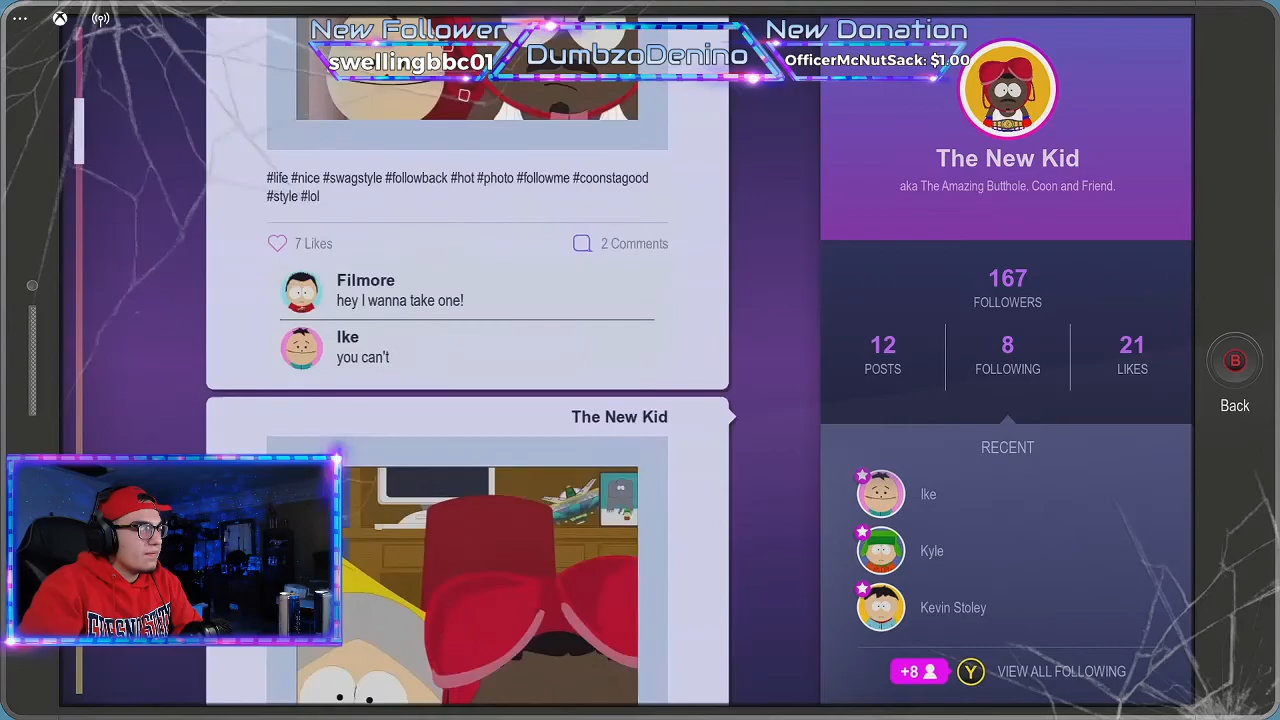 New Follower
swellingbbc01
DumbzoDenino
New Donation
OfficerMcNutSack: $1.00
#life #nice #swagstyle #followback #hot #photo #followme #coonstagood
#style #lol
7 Likes
2 Comments
Filmore
hey I wanna take one!
Ike
you can't
The New Kid
The New Kid
aka The Amazing Butthole. Coon and Friend.
167
FOLLOWERS
12
POSTS
8
FOLLOWING
21
LIKES
RECENT
Ike
Kyle
Kevin Stoley
+8
Y
VIEW ALL FOLLOWING
B
Back